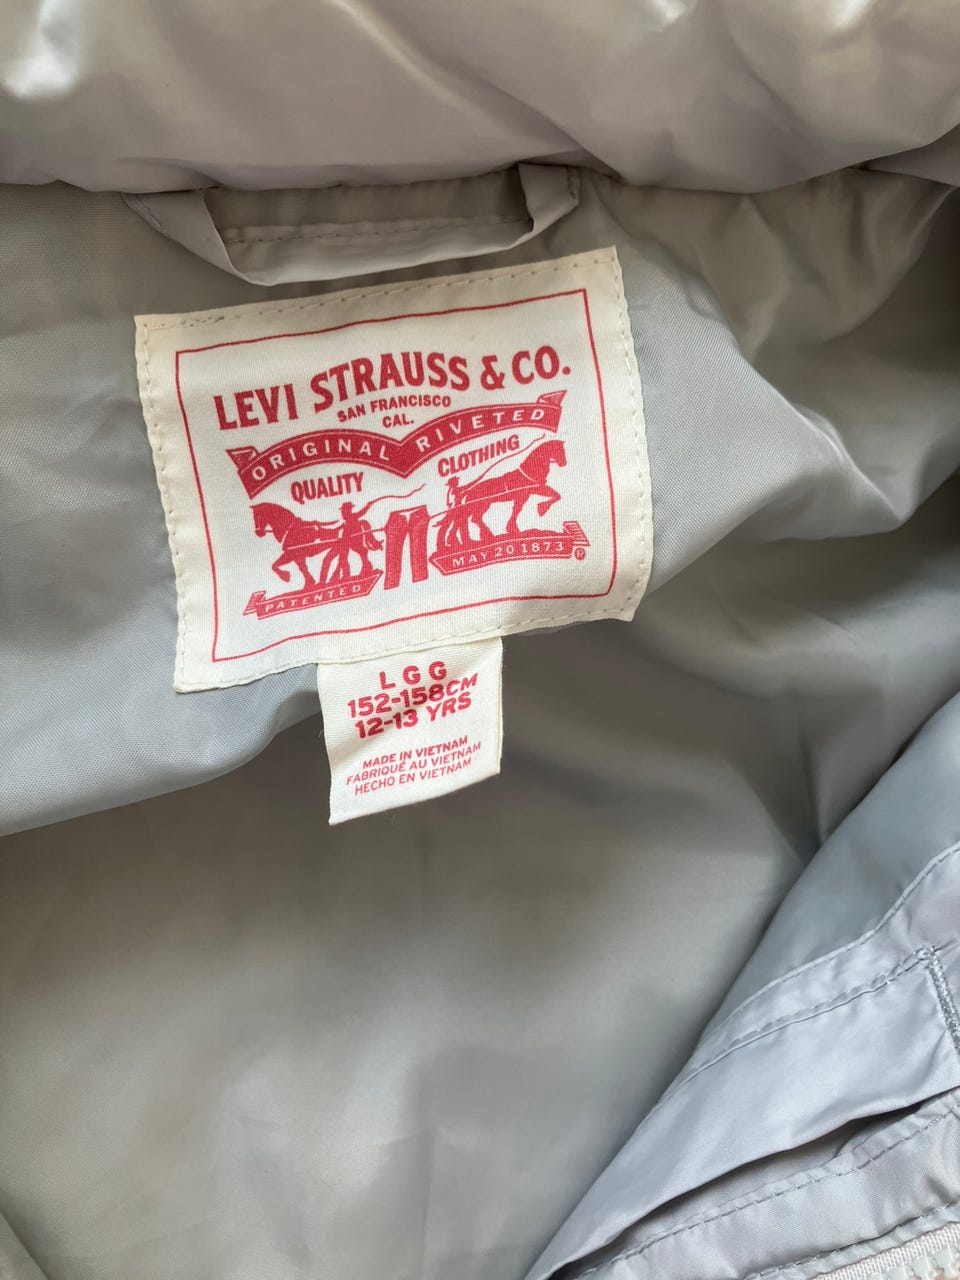 LEVI STRAUSS & CO.
SAN FRANCISCO
CAL.
ORIGINAL RIVETED
QUALITY CLOTHING
PATENTED MAY 20 1873 ®
L G G
152-158CM
12-13 YRS
MADE IN VIETNAM
FABRIQUÉ AU VIETNAM
HECHO EN VIETNAM